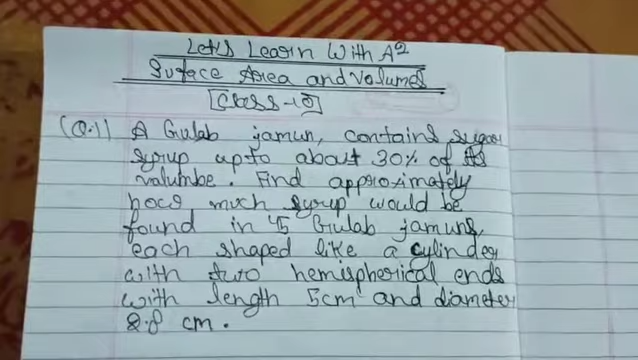 Let's Learn With A2
Suface Area and Volumes
[Class-10]
(Q.1) A Gulab jamun, contains sugar
syrup upto about 30% of its
valumbe. Find approximately
how much syrup would be
found in 45 Gulab jamuns,
each shaped like a cylinder
with two hemispherical ends
with length 5cm and diameter
2.8 cm.